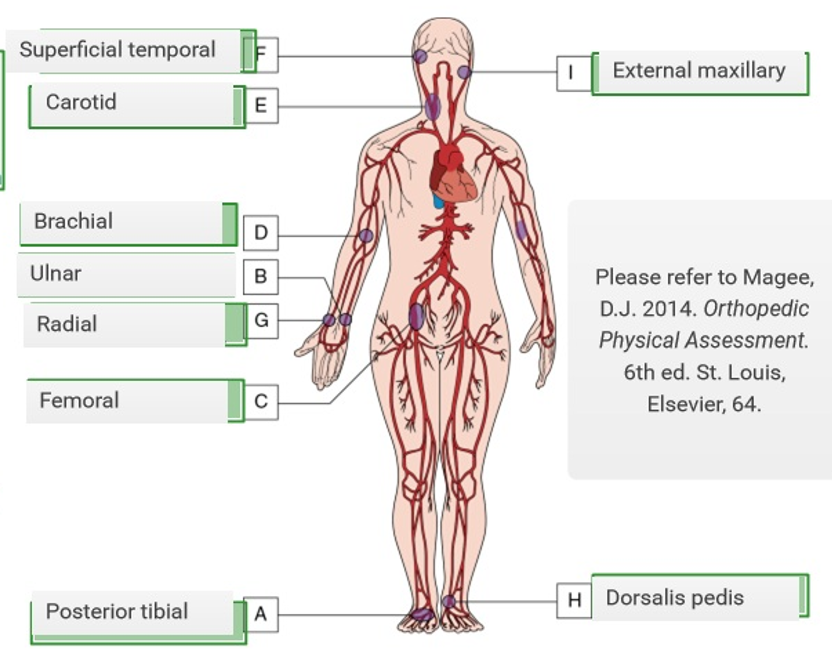 Superficial temporal F
I External maxillary
Carotid E
Brachial D
Ulnar B
Radial G
Femoral C
Please refer to Magee,
D.J. 2014. Orthopedic
Physical Assessment.
6th ed. St. Louis,
Elsevier, 64.
Posterior tibial A
H Dorsalis pedis